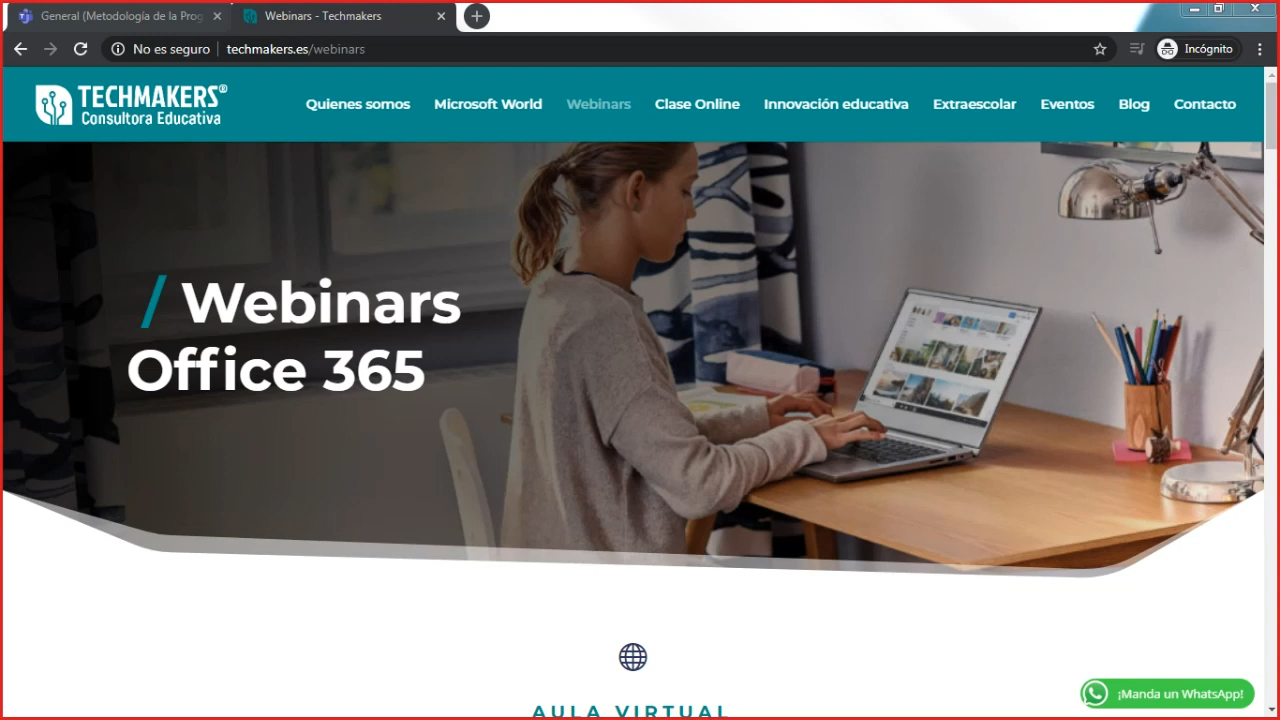 General (Metodología de la Prog
Webinars - Techmakers
No es seguro
techmakers.es/webinars
Incógnito
TECHMAKERS®
Consultora Educativa
Quienes somos
Microsoft World
Webinars
Clase Online
Innovación educativa
Extraescolar
Eventos
Blog
Contacto
/ Webinars
Office 365
AULA VIRTUAL
¡Manda un WhatsApp!